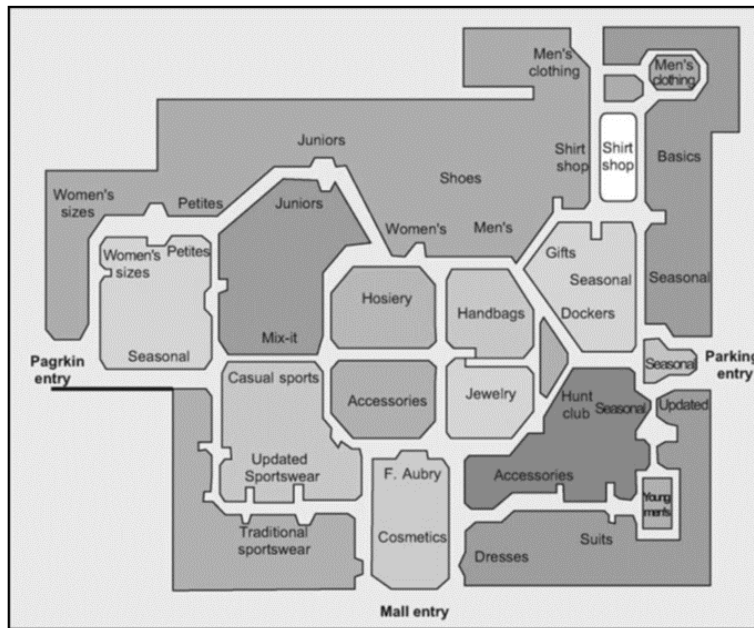 Men's
clothing
Men's
clothing
Juniors
Shirt
shop
Shirt
shop
Basics
Women's
sizes
Petites
Juniors
Shoes
Women's
Men's
Women's
sizes
Petites
Gifts
Seasonal
Seasonal
Hosiery
Handbags
Dockers
Mix-it
Pagrkin
entry
Seasonal
Seasonal
Parking
entry
Casual sports
Accessories
Jewelry
Hunt
club
Seasonal
Updated
Updated
Sportswear
F. Aubry
Accessories
Young
men's
Traditional
sportswear
Cosmetics
Suits
Dresses
Mall entry